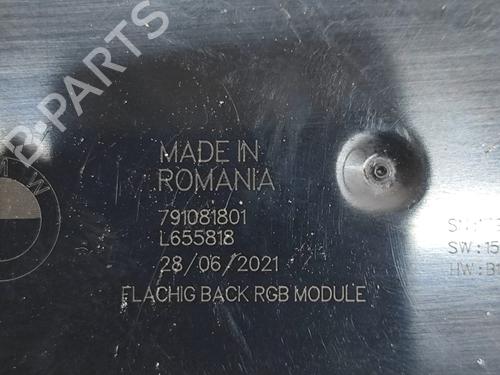 B-PARTS
MADE IN
ROMANIA
791081801
L655818
28/06/2021
FLACHIG BACK RGB MODULE
SW:15